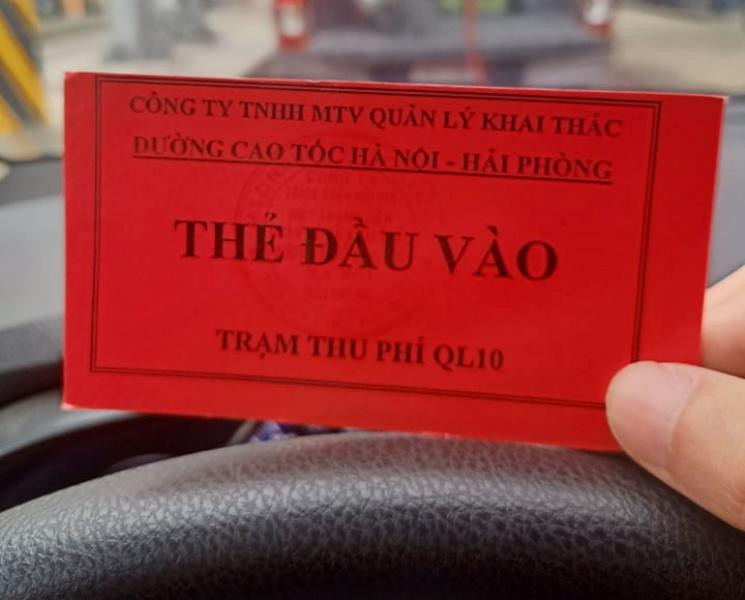 CÔNG TY TNHH MTV QUẢN LÝ KHAI THÁC
ĐƯỜNG CAO TỐC HÀ NỘI - HẢI PHÒNG
THẺ ĐẦU VÀO
TRẠM THU PHÍ QL10